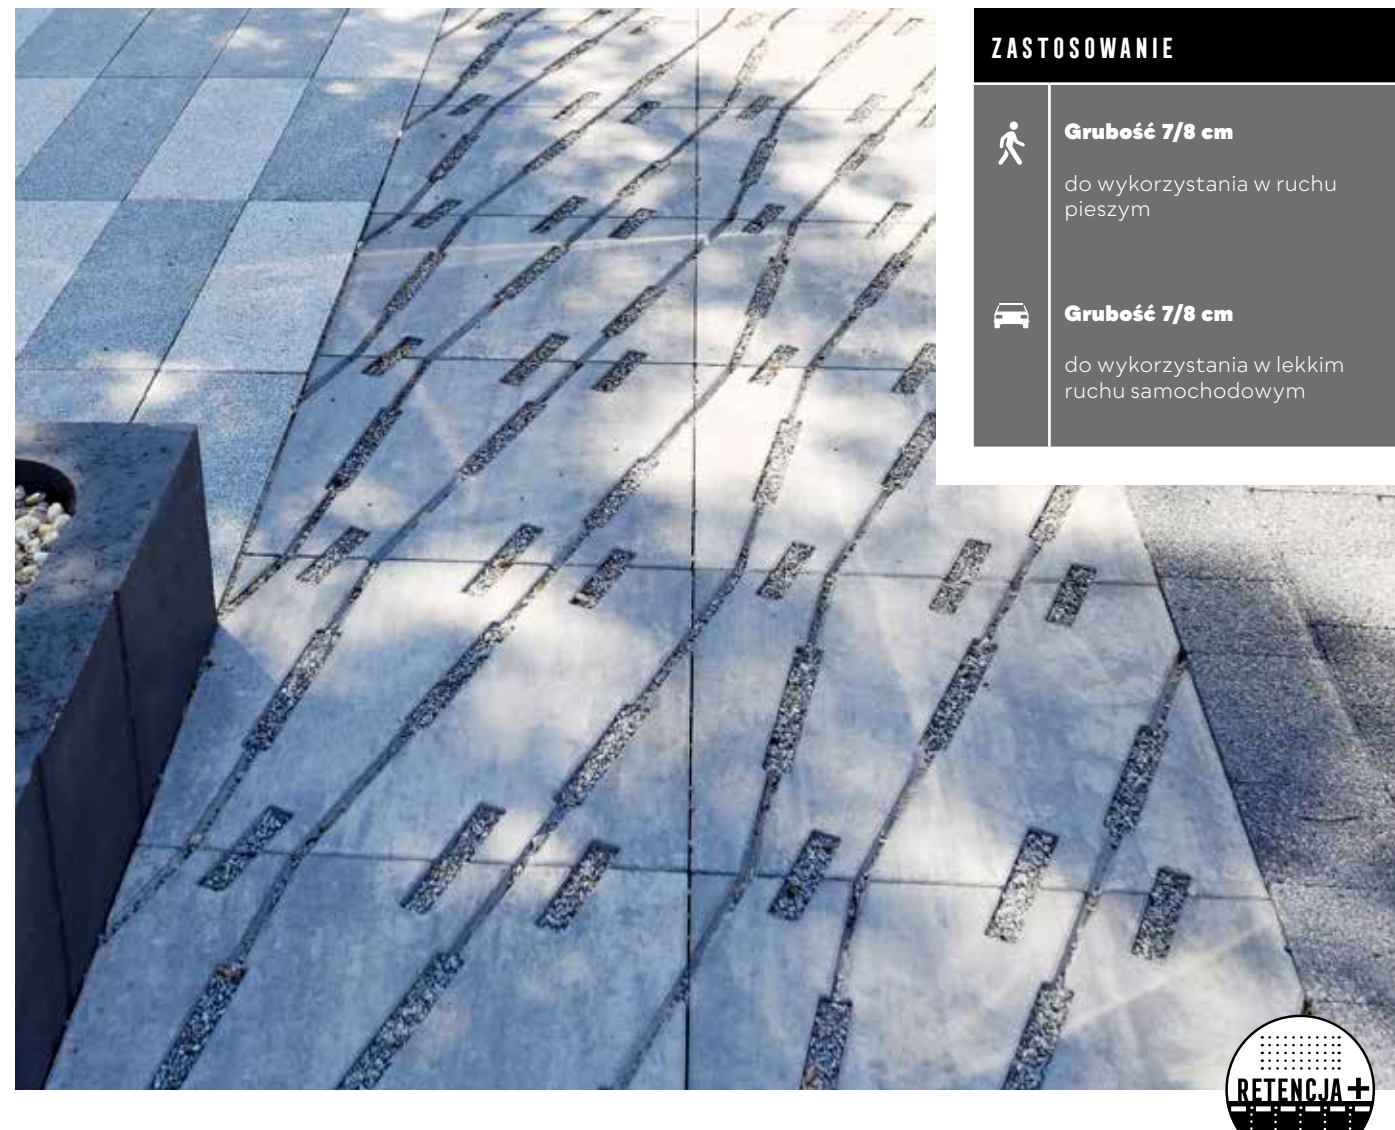 ZASTOSOWANIE
Grubość 7/8 cm
do wykorzystania w ruchu
pieszym
Grubość 7/8 cm
do wykorzystania w lekkim
ruchu samochodowym
RETENCJA+